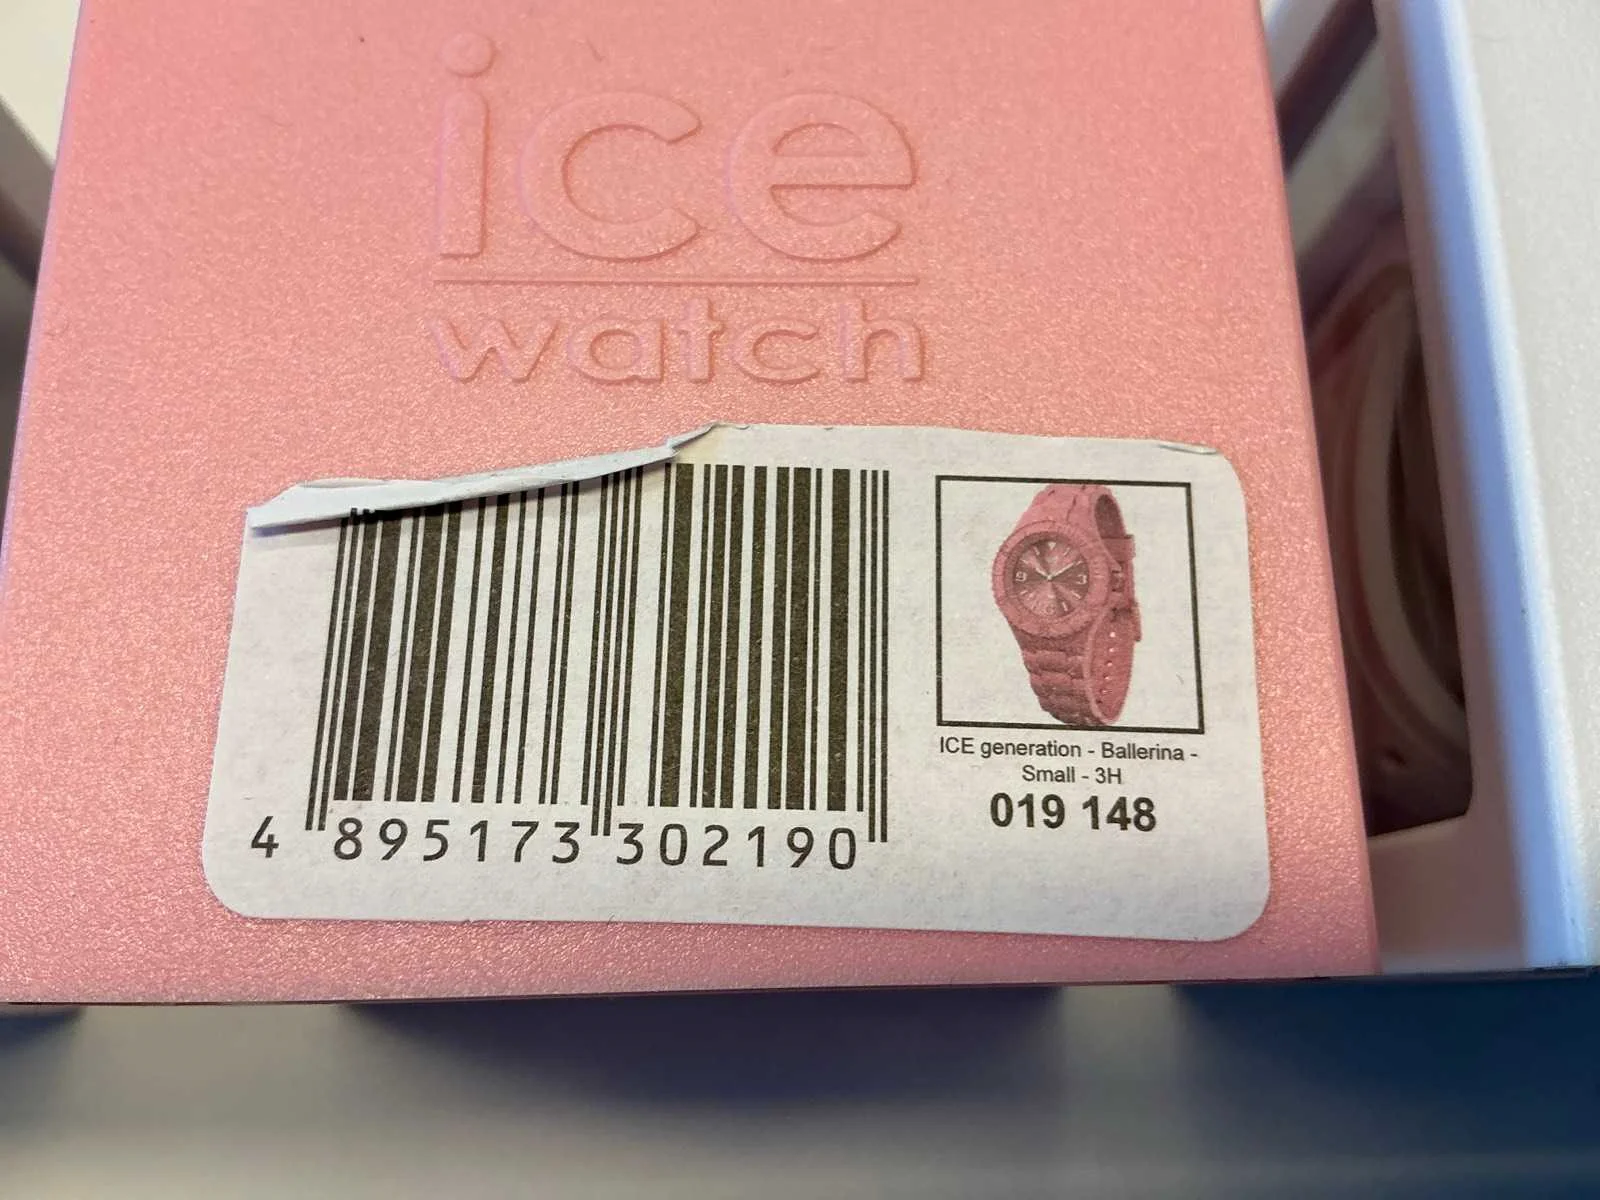 ice
watch
4 895173 302190
ICE generation - Ballerina -
Small - 3H
019 148